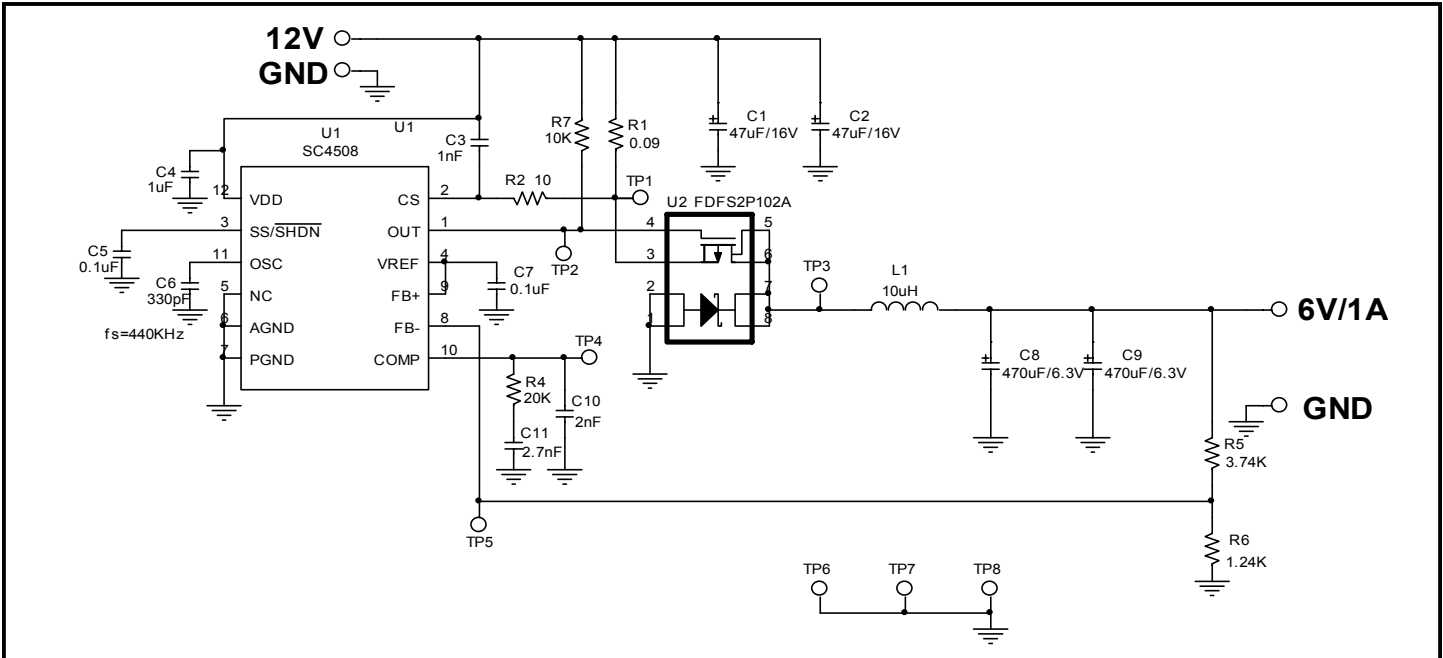 12V
GND
U1
U1
SC4508
C3
1nF
R7
10K
R1
0.09
C1
47uF/16V
C2
47uF/16V
C4
1uF
12
VDD
CS
2
R2 10
TP1
U2 FDFS2P102A
3
SS/SHDN
OUT
1
TP2
4
5
C5
0.1uF
11
OSC
VREF
4
3
6
C6
330pF
C7
0.1uF
5
NC
FB+
9
2
7
TP3
L1
10uH
6V/1A
fs=440KHz
6
AGND
FB-
8
1
8
7
PGND
COMP
10
TP4
C8
470uF/6.3V
C9
470uF/6.3V
R4
20K
C10
2nF
GND
C11
2.7nF
R5
3.74K
TP5
R6
1.24K
TP6
TP7
TP8